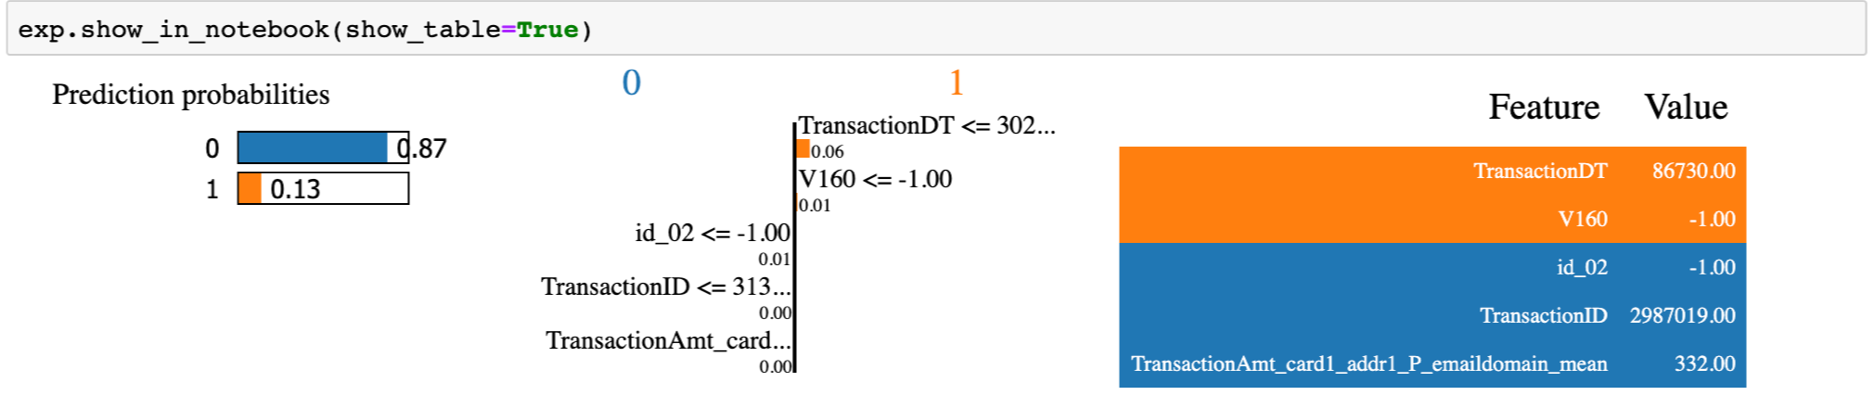 exp.show_in_notebook(show_table=True)
Prediction probabilities
0 0.87
1 0.13
0 1
TransactionDT <= 302...
0.06
V160 <= -1.00
0.01
id_02 <= -1.00
0.01
TransactionID <= 313...
0.00
TransactionAmt_card...
0.00
Feature Value
TransactionDT 86730.00
V160 -1.00
id_02 -1.00
TransactionID 2987019.00
TransactionAmt_card1_addr1_P_emaildomain_mean 332.00